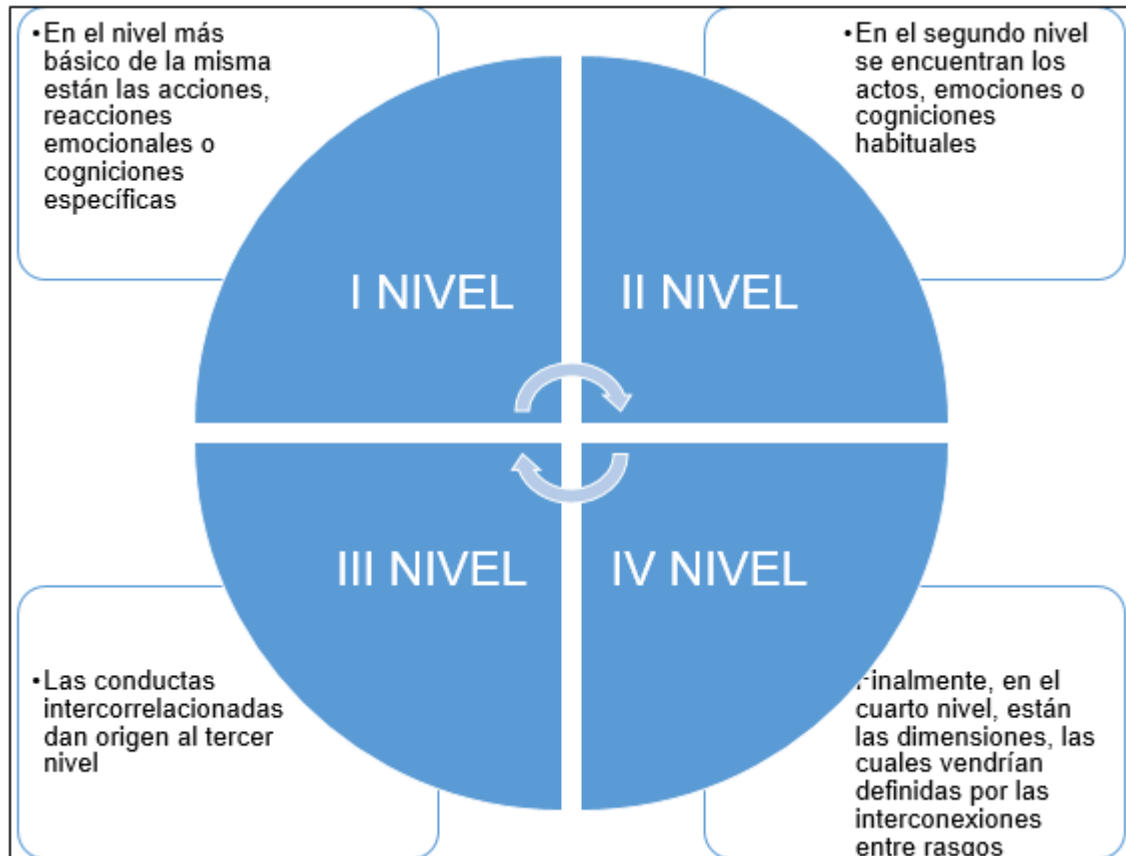 •En el nivel más
básico de la misma
están las acciones,
reacciones
emocionales o
cogniciones
específicas
•En el segundo nivel
se encuentran los
actos, emociones o
cogniciones
habituales
I NIVEL
II NIVEL
III NIVEL
IV NIVEL
•Las conductas
intercorrelacionadas
dan origen al tercer
nivel
Finalmente, en el
cuarto nivel, están
las dimensiones, las
cuales vendrían
definidas por las
interconexiones
entre rasgos